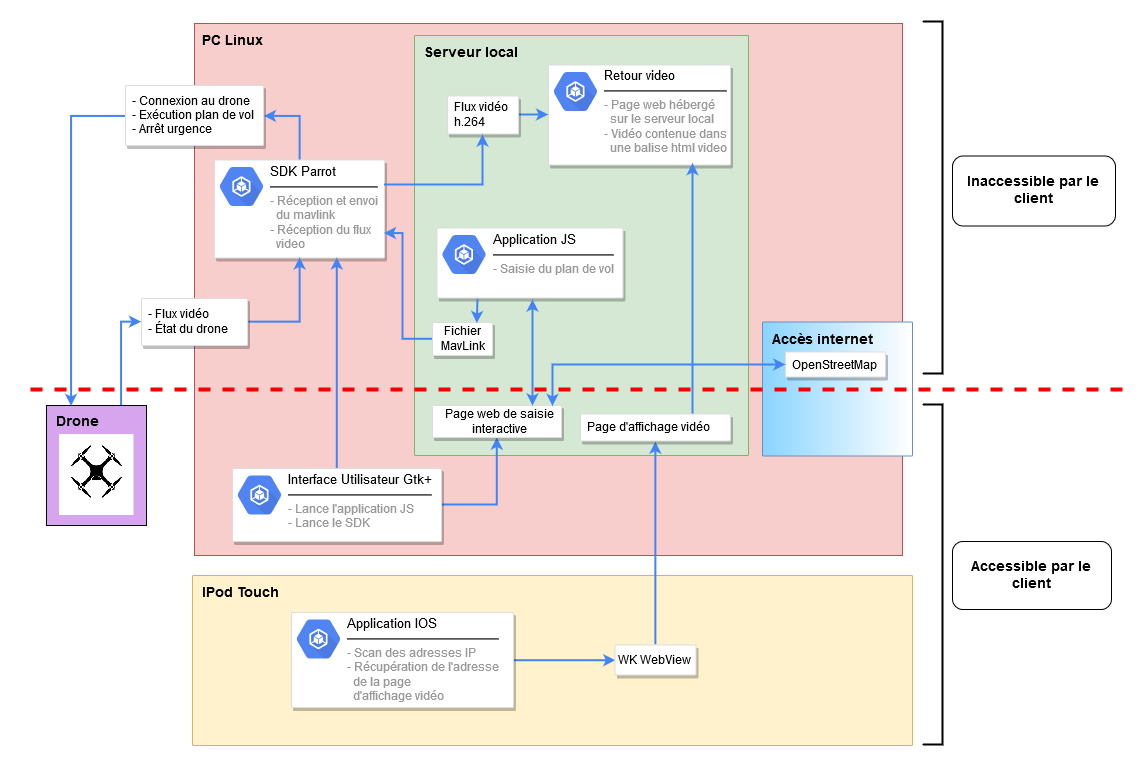 PC Linux
Serveur local
Retour video
- Page web hébergé
sur le serveur local
- Vidéo contenue dans
une balise html video
Flux vidéo
h.264
- Connexion au drone
- Exécution plan de vol
- Arrêt urgence
SDK Parrot
- Réception et envoi
du mavlink
- Réception du flux
video
Inaccessible par le
client
Application JS
- Saisie du plan de vol
- Flux vidéo
- État du drone
Fichier
MavLink
Accès internet
OpenStreetMap
Drone
Page web de saisie
interactive
Page d'affichage vidéo
Interface Utilisateur Gtk+
- Lance l'application JS
- Lance le SDK
Accessible par le
client
IPod Touch
Application IOS
- Scan des adresses IP
- Récupération de l'adresse
de la page
d'affichage vidéo
WK WebView